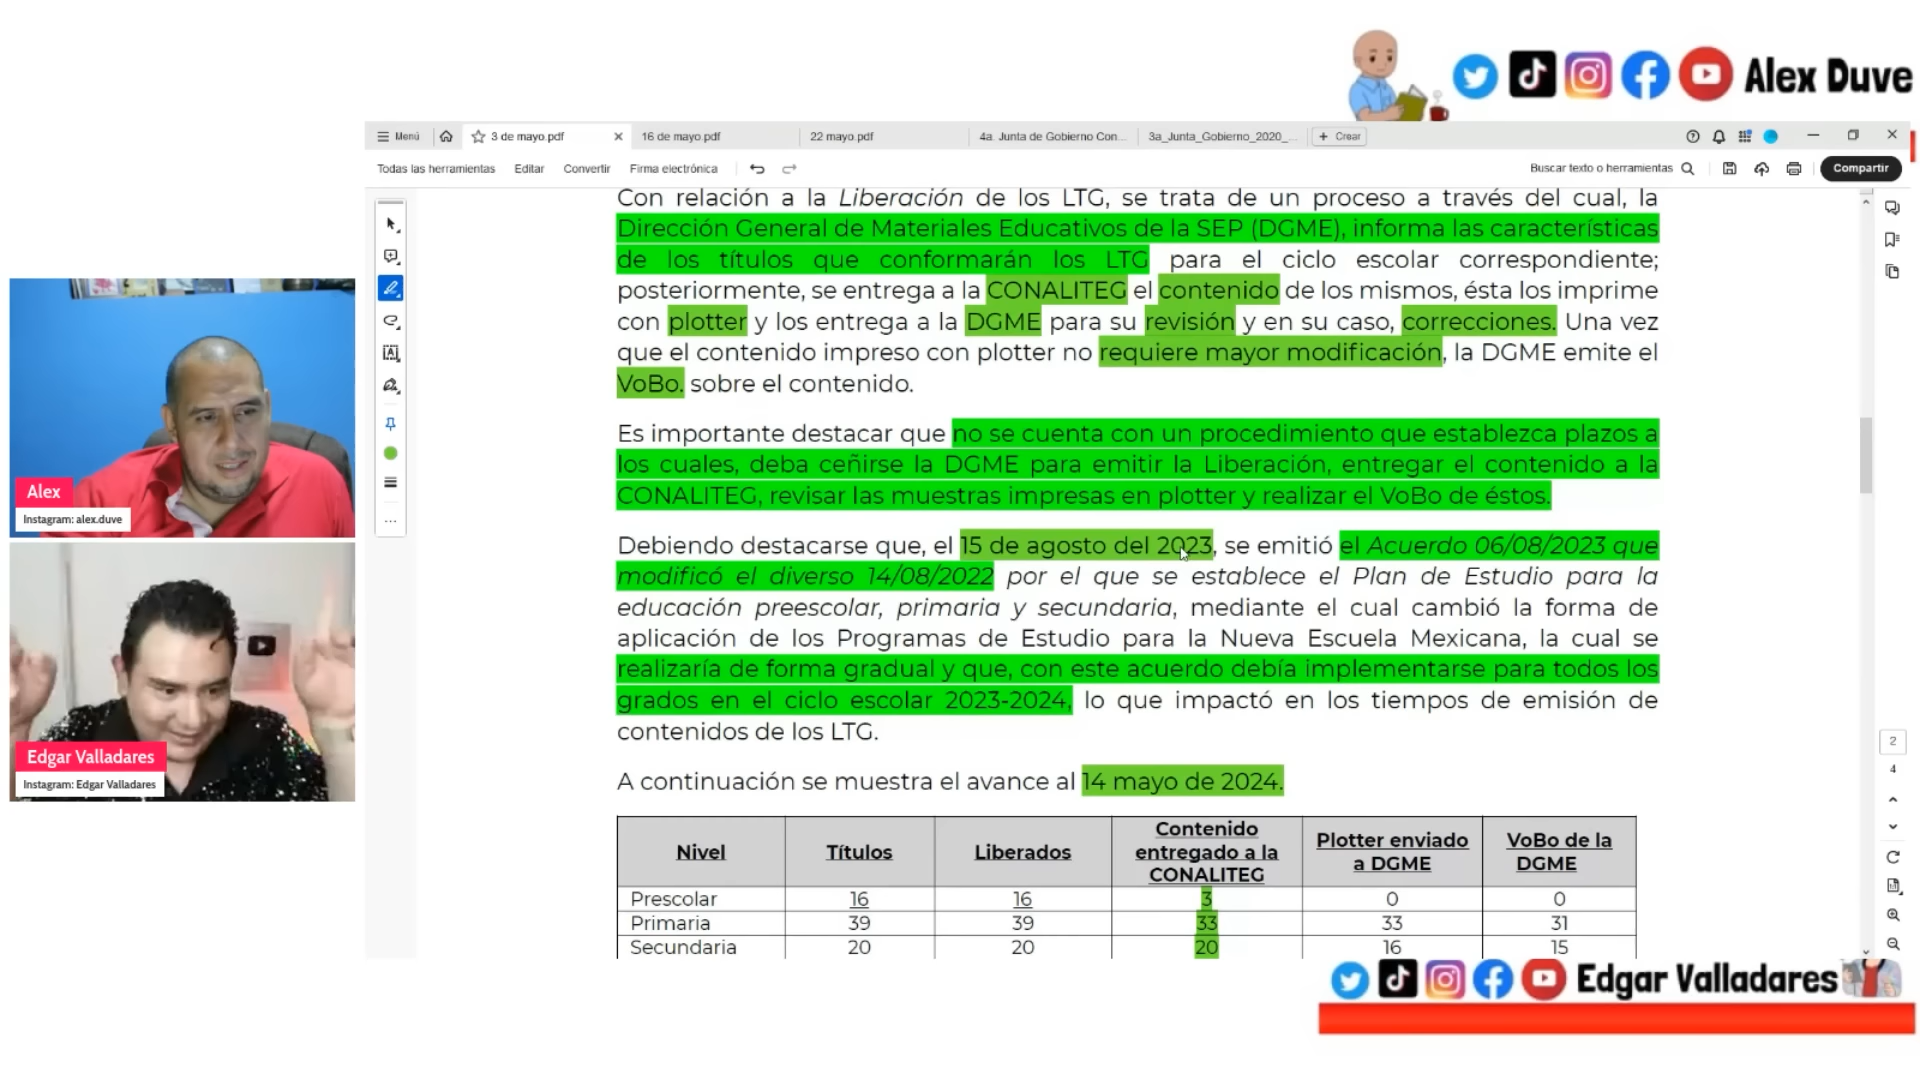 Alex Duve
Menú
3 de mayo.pdf
16 de mayo.pdf
22 mayo.pdf
4a. Junta de Gobierno Con...
3a_Junta_Gobierno_2020_...
+ Crear
Todas las herramientas
Editar
Convertir
Firma electrónica
Buscar texto o herramientas
Compartir
Con relación a la Liberación de los LTG, se trata de un proceso a través del cual, la
Dirección General de Materiales Educativos de la SEP (DGME), informa las características
de los títulos que conformarán los LTG para el ciclo escolar correspondiente;
posteriormente, se entrega a la CONALITEG el contenido de los mismos, ésta los imprime
con plotter y los entrega a la DGME para su revisión y en su caso, correcciones. Una vez
que el contenido impreso con plotter no requiere mayor modificación, la DGME emite el
VoBo. sobre el contenido.
Es importante destacar que no se cuenta con un procedimiento que establezca plazos a
los cuales, deba ceñirse la DGME para emitir la Liberación, entregar el contenido a la
CONALITEG, revisar las muestras impresas en plotter y realizar el VoBo de éstos.
Debiendo destacarse que, el 15 de agosto del 2023, se emitió el Acuerdo 06/08/2023 que
modificó el diverso 14/08/2022 por el que se establece el Plan de Estudio para la
educación preescolar, primaria y secundaria, mediante el cual cambió la forma de
aplicación de los Programas de Estudio para la Nueva Escuela Mexicana, la cual se
realizaría de forma gradual y que, con este acuerdo debía implementarse para todos los
grados en el ciclo escolar 2023-2024, lo que impactó en los tiempos de emisión de
contenidos de los LTG.
A continuación se muestra el avance al 14 mayo de 2024.
Nivel Títulos Liberados Contenido entregado a la CONALITEG Plotter enviado a DGME VoBo de la DGME
Prescolar 16 16 3 0 0
Primaria 39 39 33 33 31
Secundaria 20 20 20 16 15
2
4
Alex
Instagram: alex.duve
Edgar Valladares
Instagram: Edgar Valladares
Edgar Valladares